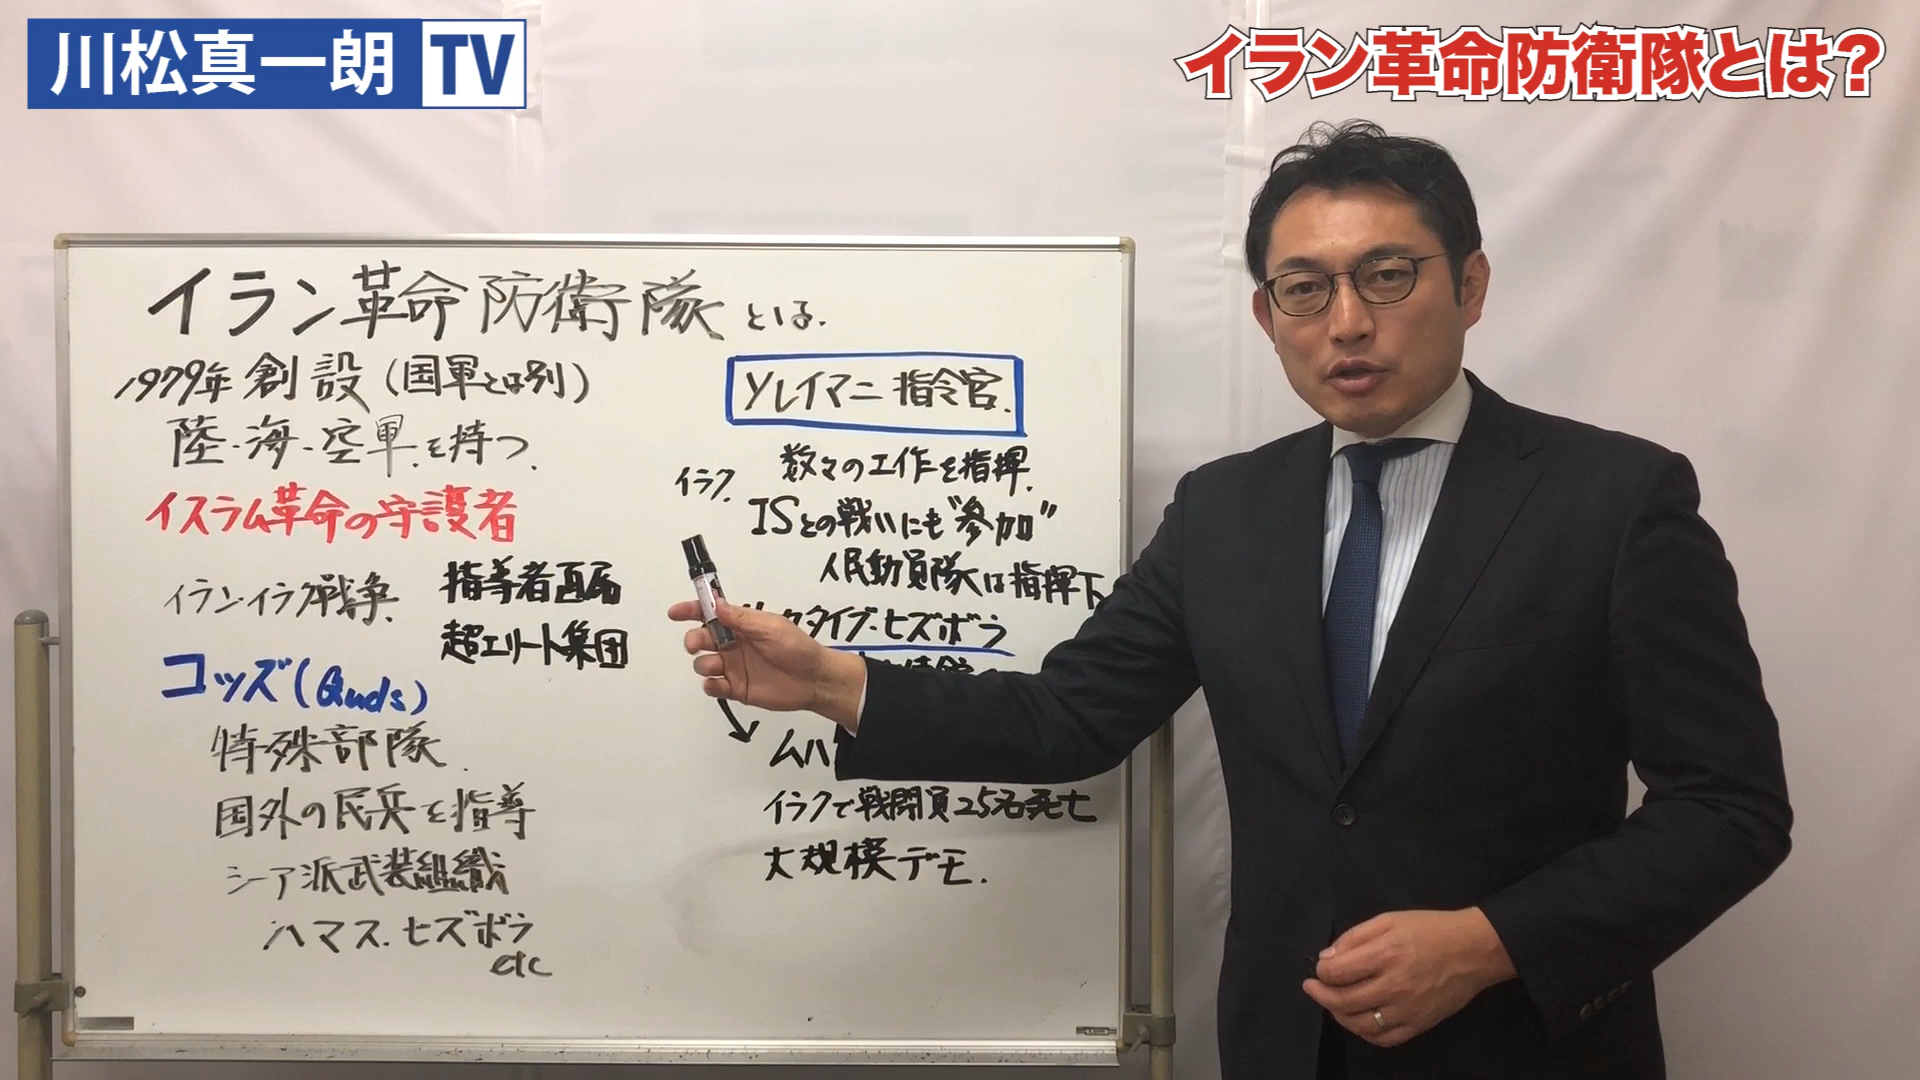 川松真一朗TV
イラン革命防衛隊とは?
イラン革命防衛隊とは.
1979年創設(国軍とは別)
陸・海・空軍を持つ.
イスラム革命の守護者
イラン・イラク戦争.
指導者直属
超エリート集団
コッズ(Quds)
特殊部隊.
国外の民兵を指導
シーア派武装組織
ハマス.ヒズボラ
etc
ソレイマニ指令官.
数々の工作を指揮.
イラク.
ISとの戦いにも"参加"
人民動員隊は指揮下
タイブ・ヒズボラ
ムハ
イラクで戦闘員25名死亡
大規模デモ.